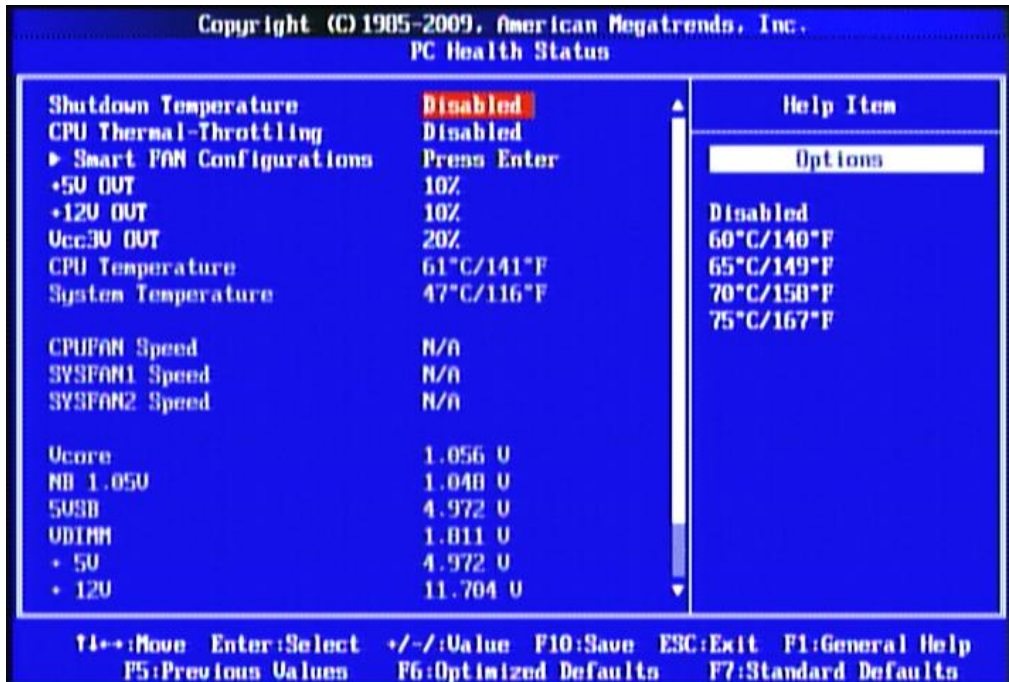 Copyright (C)1985-2009, American Megatrends, Inc.
PC Health Status
Shutdown Temperature Disabled
CPU Thermal-Throttling Disabled
▶ Smart FAN Configurations Press Enter
+5V OUT 10%
+12V OUT 10%
Vcc3V OUT 20%
CPU Temperature 61°C/141°F
System Temperature 47°C/116°F
CPUFAN Speed N/A
SYSFAN1 Speed N/A
SYSFAN2 Speed N/A
Vcore 1.056 V
NB 1.05V 1.048 V
5VSB 4.972 V
VDIMM 1.811 V
+ 5V 4.972 V
+ 12V 11.704 V
Help Item
Options
Disabled
60°C/140°F
65°C/149°F
70°C/158°F
75°C/167°F
↑↓←→:Move Enter:Select +/-/:Value F10:Save ESC:Exit F1:General Help
F5:Previous Values F6:Optimized Defaults F7:Standard Defaults